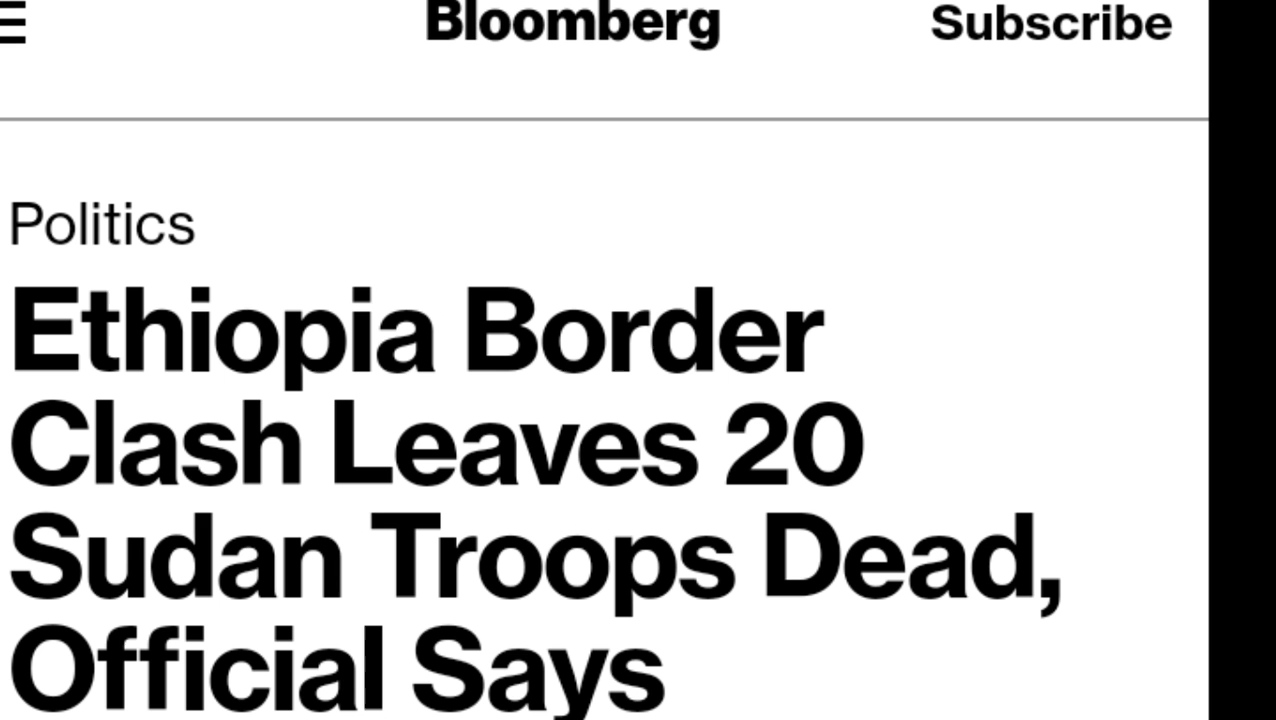 Bloomberg Subscribe
Politics
Ethiopia Border
Clash Leaves 20
Sudan Troops Dead,
Official Says